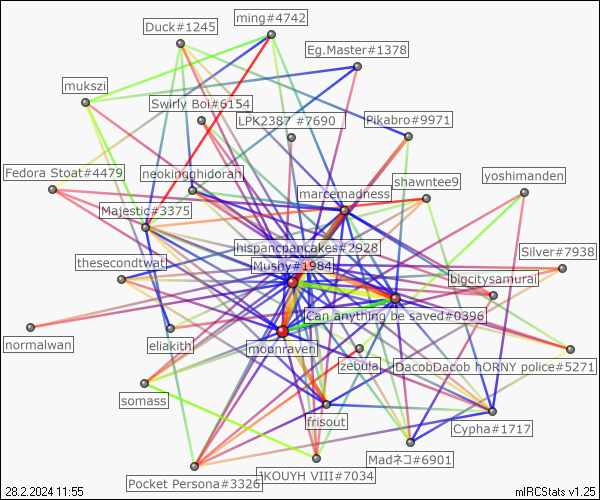 ming#4742
Duck#1245
Eg.Master#1378
mukszi
Swirly Boi#6154
LPK2387 #7690
Pikabro#9971
Fedora Stoat#4479
neokingghidorah
shawntee9
yoshimanden
marcemadness
Majestic#3375
hispancpancakes#2928
Silver#7938
thesecondtwat
Mushy#1984
bigcitysamurai
Can anything be saved#0396
normalwan
eliakith
moonraven
zebula
DacobDacob hORNY police#5271
somass
frisout
Cypha#1717
Madネコ#6901
Pocket Persona#3326
KOUYH VIII#7034
28.2.2024 11:55
mIRCStats v1.25